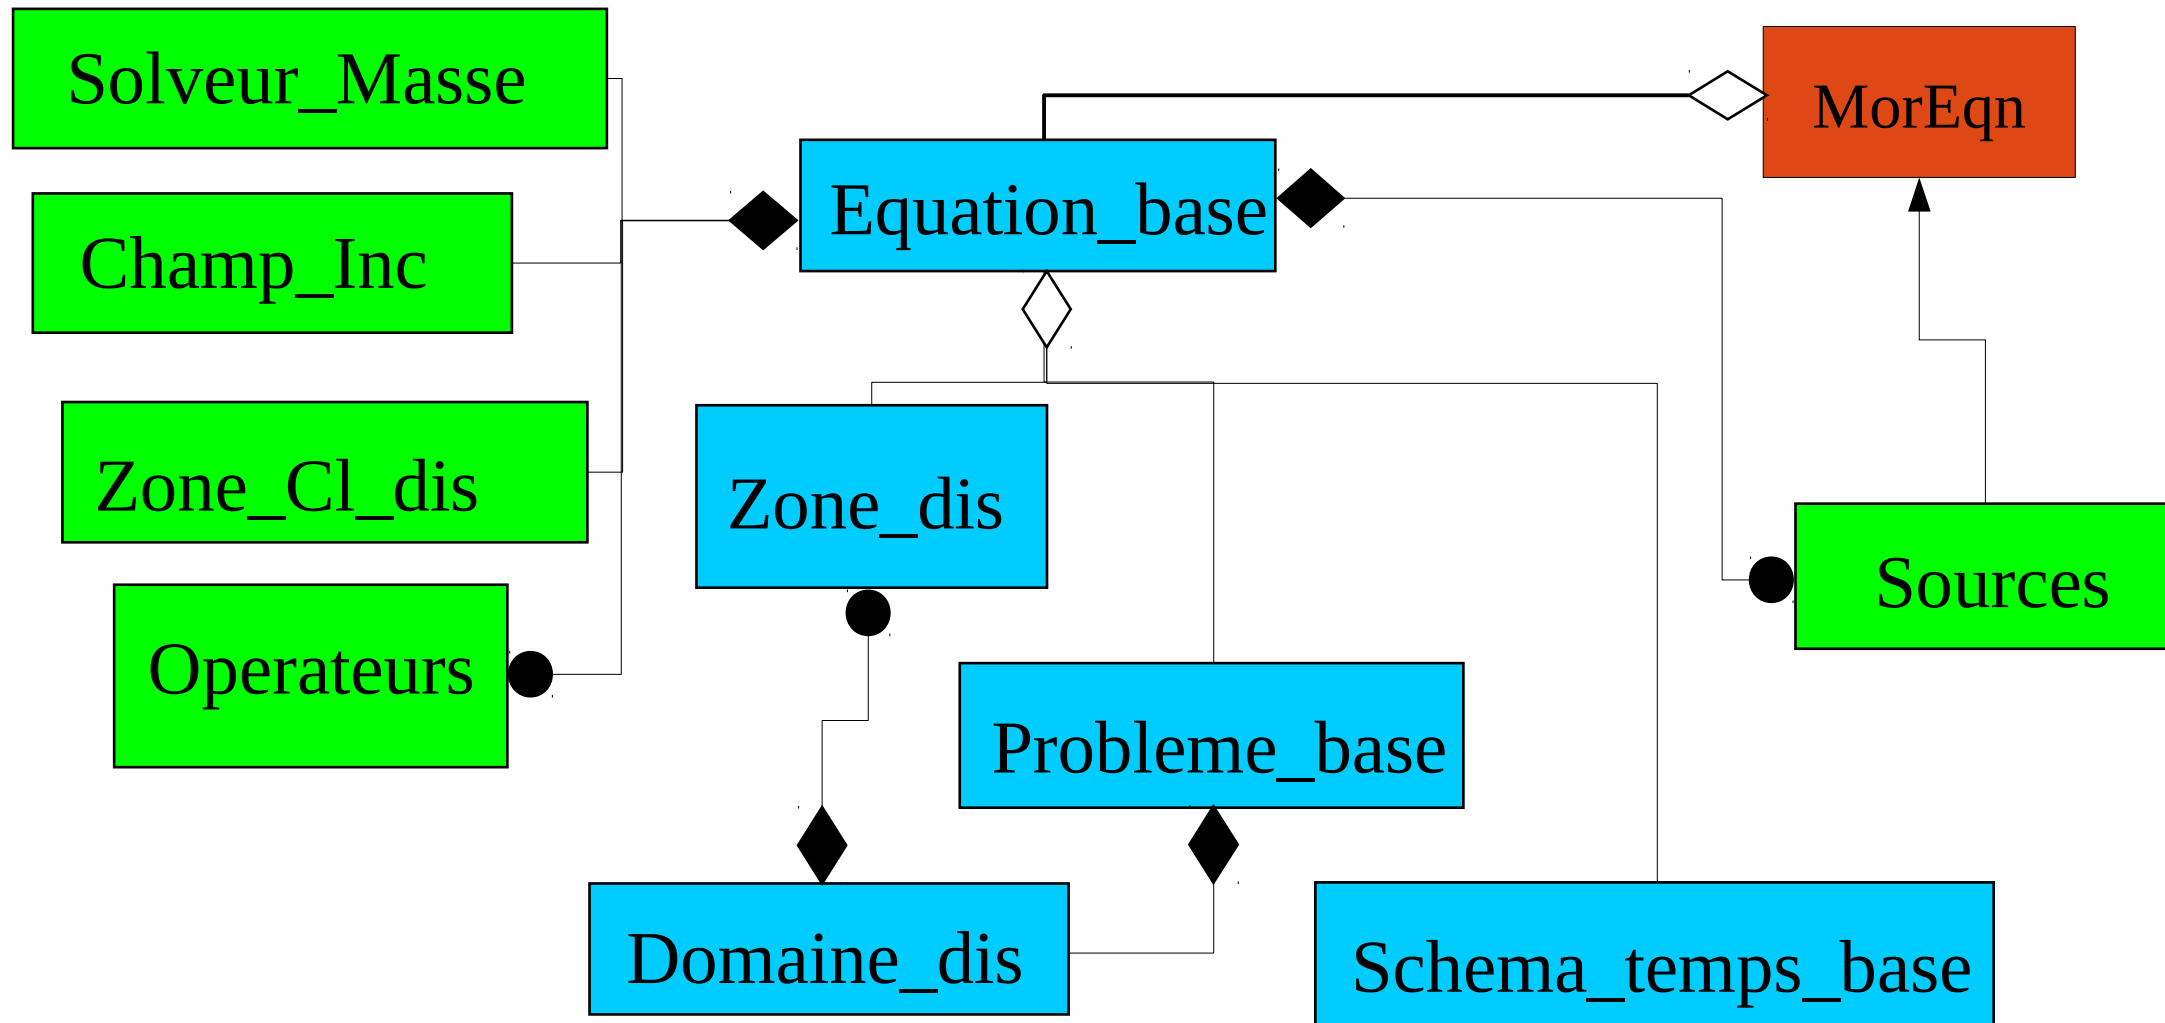 Solveur_Masse
MorEqn
Equation_base
Champ_Inc
Zone_Cl_dis
Zone_dis
Sources
Operateurs
Probleme_base
Domaine_dis
Schema_temps_base